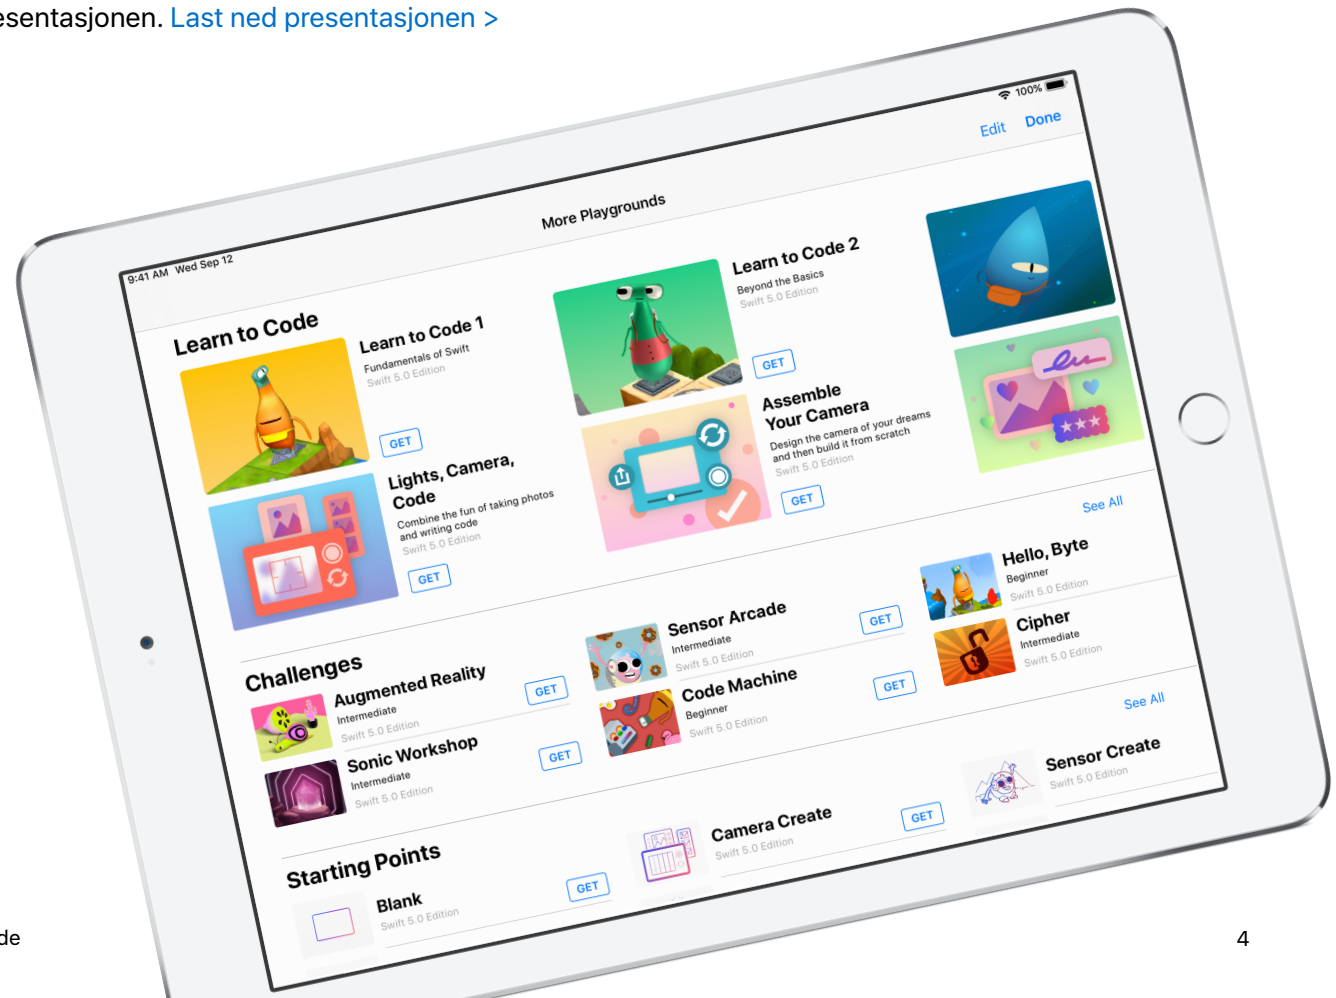 esentasjonen. Last ned presentasjonen >
9:41 AM Wed Sep 12
100%
Edit Done
More Playgrounds
Learn to Code
Learn to Code 1
Fundamentals of Swift
Swift 5.0 Edition
GET
Learn to Code 2
Beyond the Basics
Swift 5.0 Edition
GET
Lights, Camera,
Code
Combine the fun of taking photos
and writing code
Swift 5.0 Edition
GET
Assemble
Your Camera
Design the camera of your dreams
and then build it from scratch
Swift 5.0 Edition
GET
Challenges
See All
Augmented Reality
Intermediate
Swift 5.0 Edition
GET
Sensor Arcade
Intermediate
Swift 5.0 Edition
GET
Hello, Byte
Beginner
Swift 5.0 Edition
Sonic Workshop
Intermediate
Swift 5.0 Edition
GET
Code Machine
Beginner
Swift 5.0 Edition
GET
Cipher
Intermediate
Swift 5.0 Edition
Starting Points
See All
Blank
Swift 5.0 Edition
GET
Camera Create
Swift 5.0 Edition
GET
Sensor Create
Swift 5.0 Edition
de
4